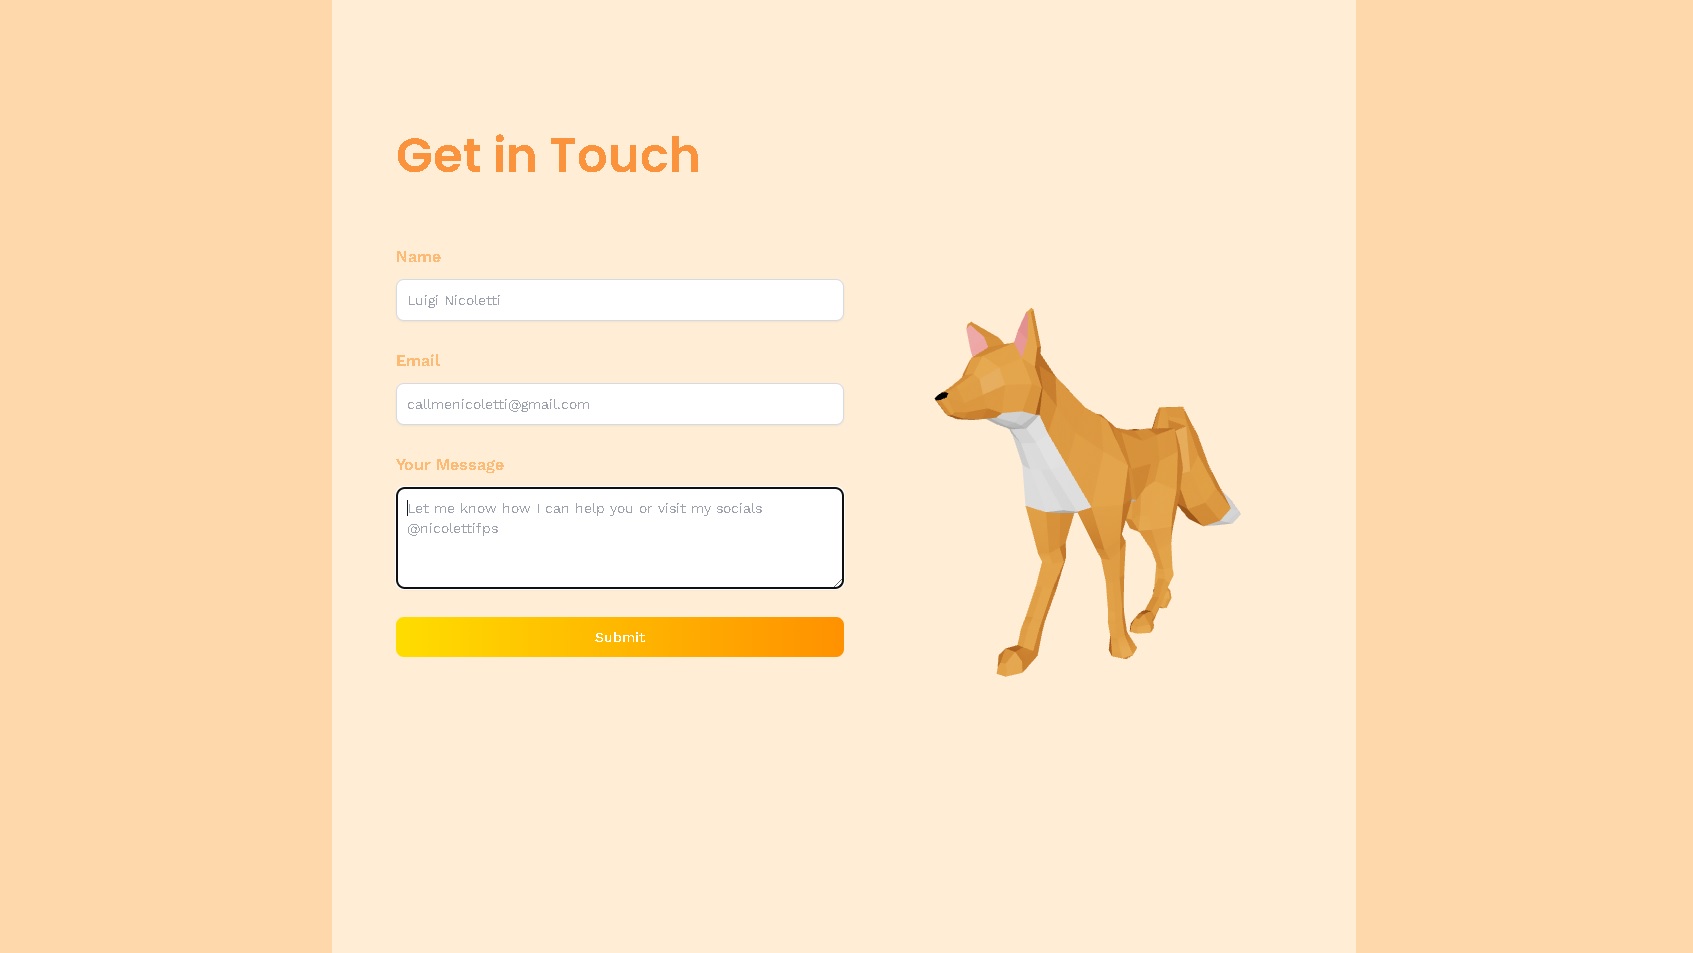 Get in Touch
Name
Luigi Nicoletti
Email
callmenicoletti@gmail.com
Your Message
Let me know how I can help you or visit my socials
@nicolettifps
Submit